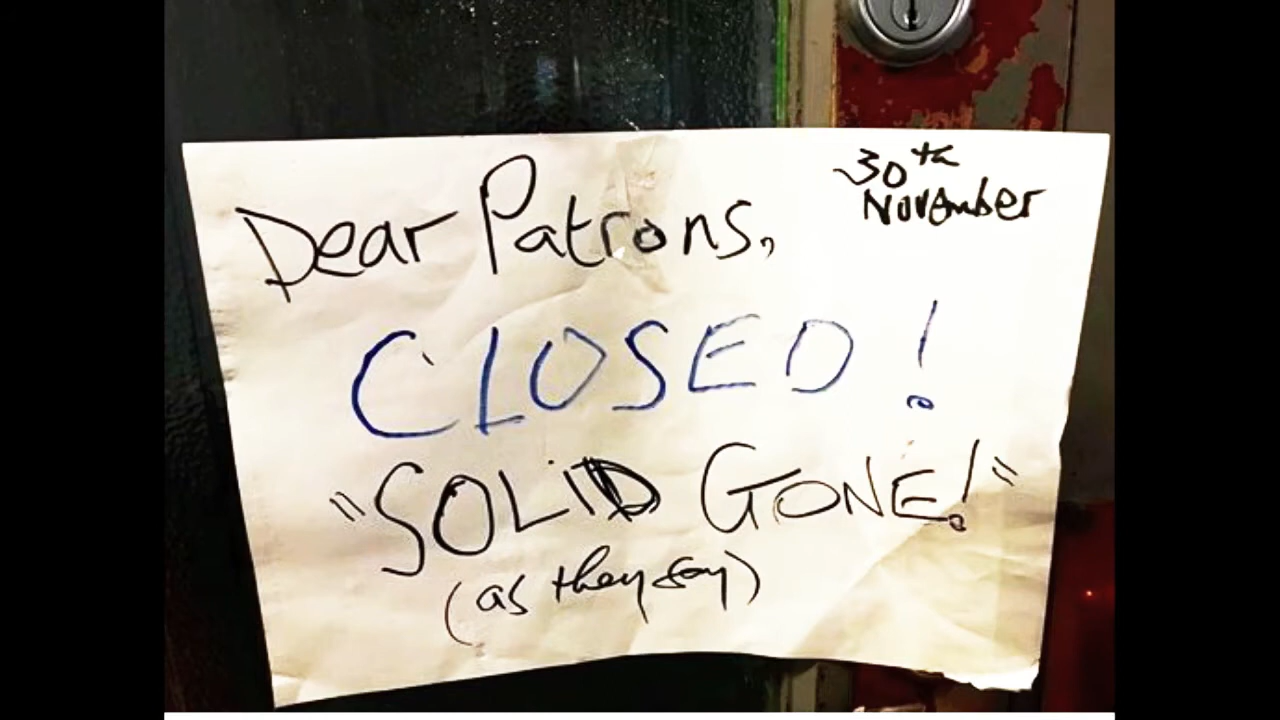 30th
November
Dear Patrons,
CLOSED!
"SOLiD GONE!"
(as they say)